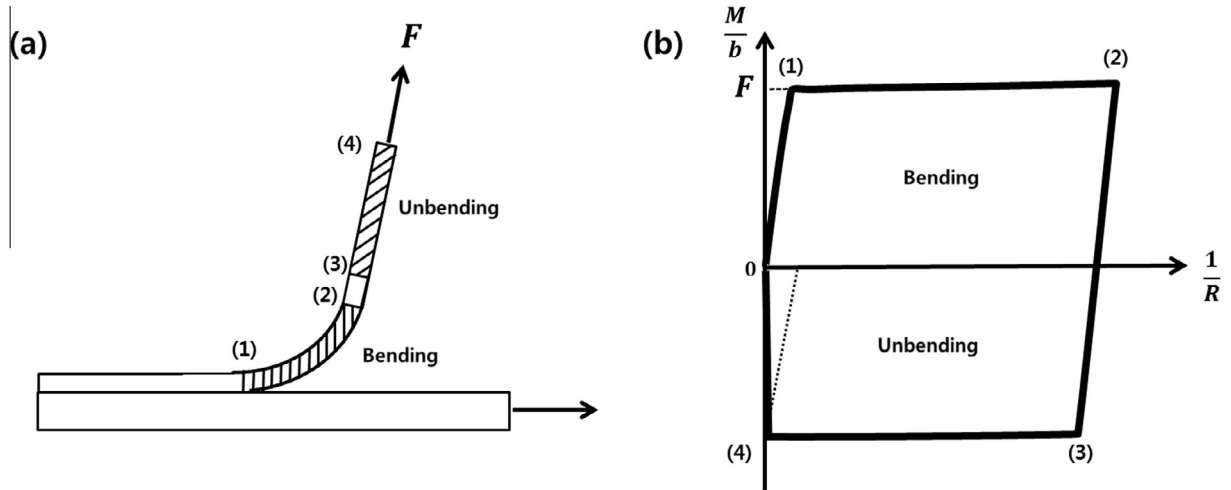 (a)
F
(4)
Unbending
(3)
(2)
(1)
Bending
(b)
M
b
(1)
(2)
F
Bending
0
1
R
Unbending
(4)
(3)